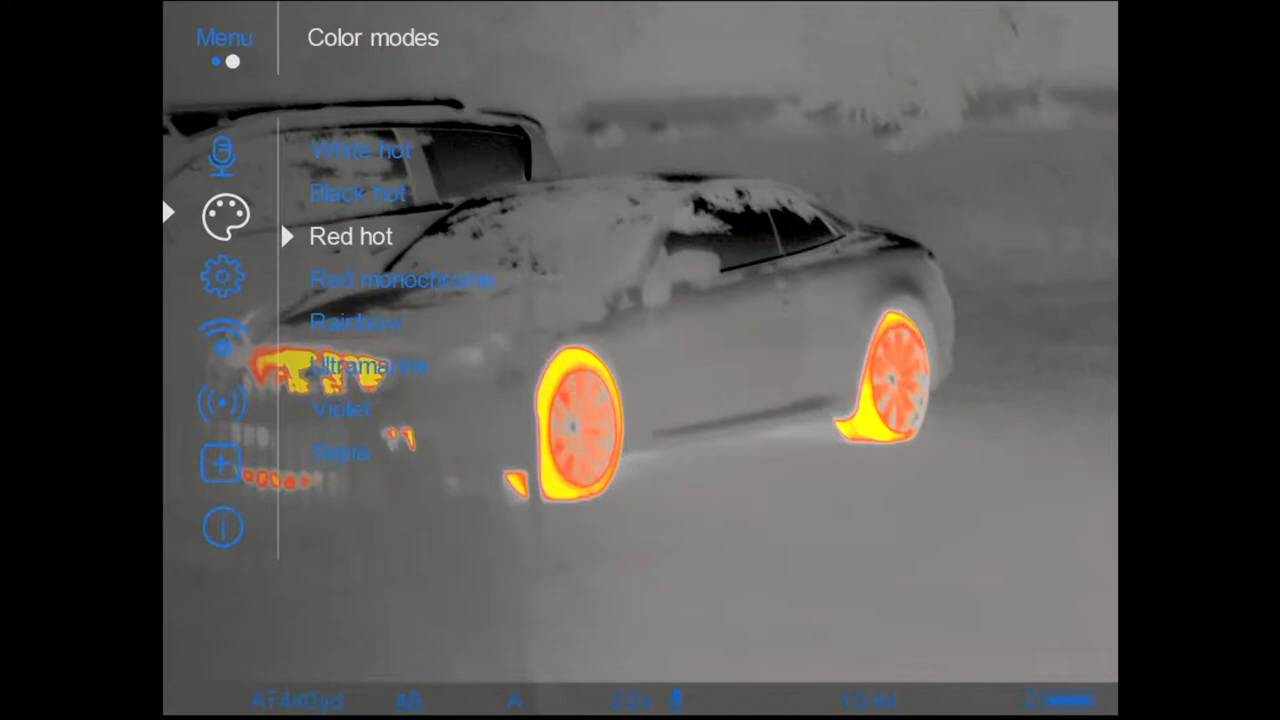 Menu
Color modes
White hot
Black hot
Red hot
Red monochrome
Rainbow
Ultramarine
Violet
Sepia
A 2.0x 10:44